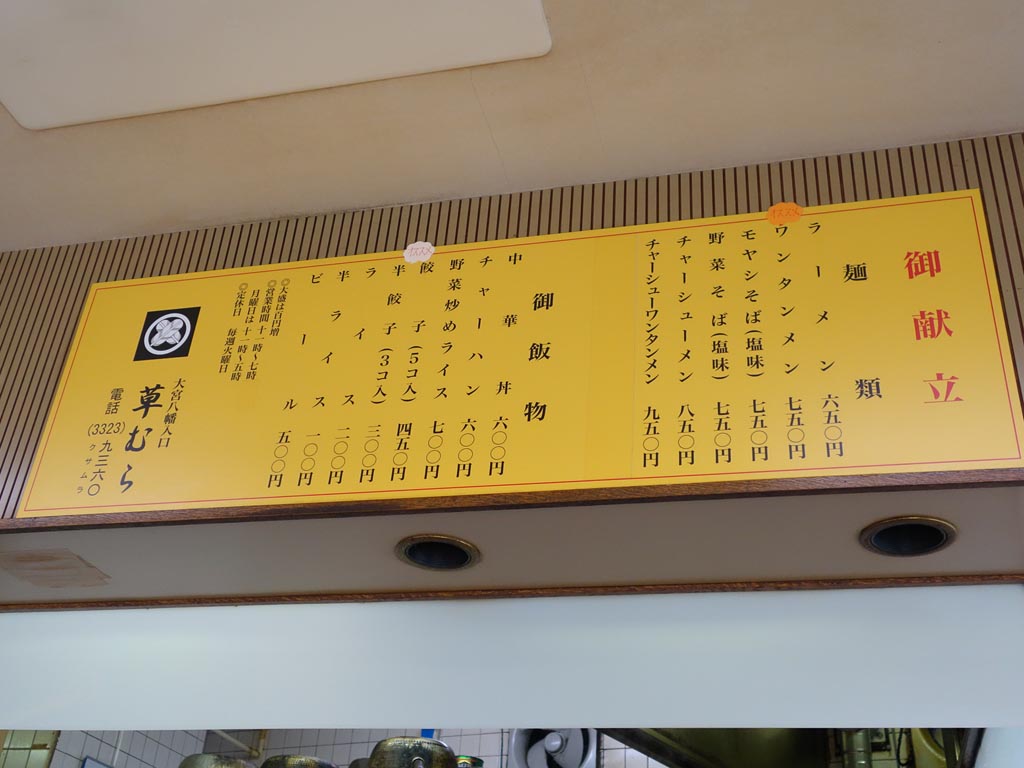 御献立
麺類
オススメ
ラーメン 六五〇円
ワンタンメン 七五〇円
モヤシそば(塩味) 七五〇円
野菜そば(塩味) 七五〇円
チャーシューメン 八五〇円
チャーシューワンタンメン 九五〇円
御飯物
中華丼 六〇〇円
チャーハン 六〇〇円
野菜炒めライス 七〇〇円
オススメ
餃子(5コ入) 四五〇円
半餃子(3コ入) 三〇〇円
ライス 二〇〇円
半ライス 一〇〇円
ビール 五〇〇円
◎大盛は百円増
◎営業時間十一時〜七時
月曜日は十一時〜五時
◎定休日 毎週火曜日
大宮八幡入口
草むら
電話(3323)九三六〇
クサムラ